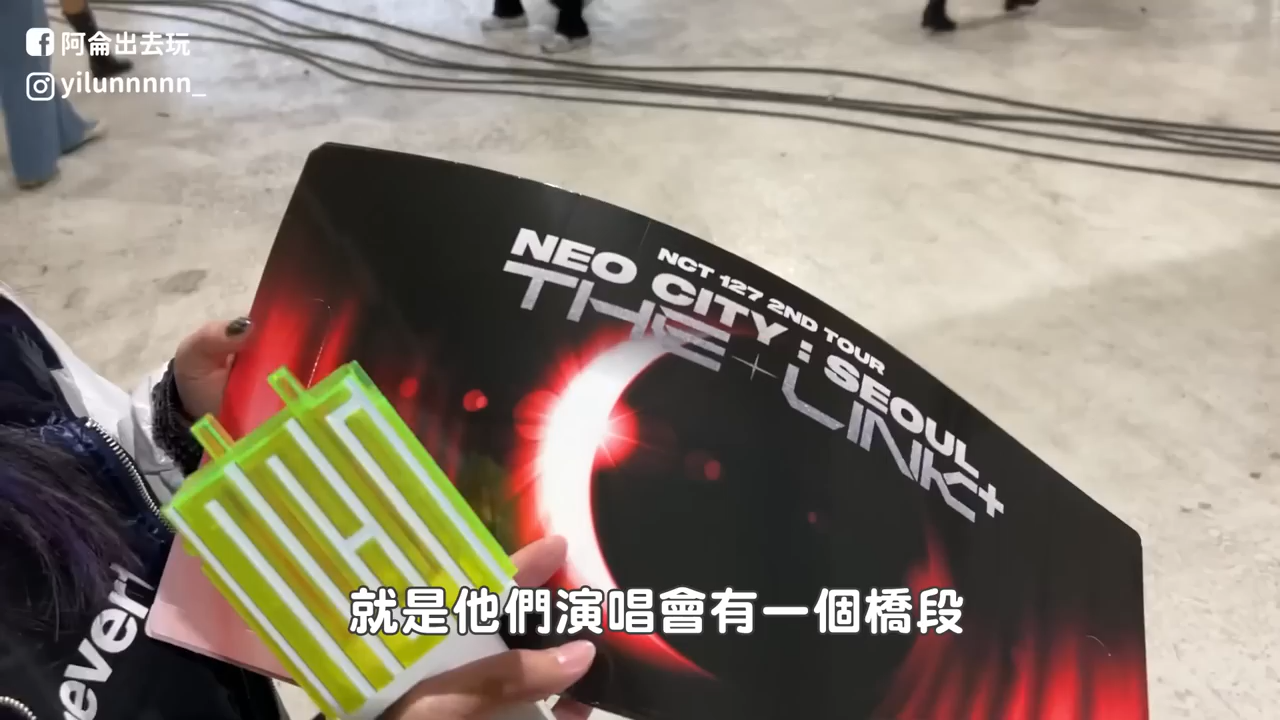 阿侖出去玩
yilunnnnn_
NCT 127 2ND TOUR
NEO CITY : SEOUL
THE LINK+
就是他們演唱會有一個橋段